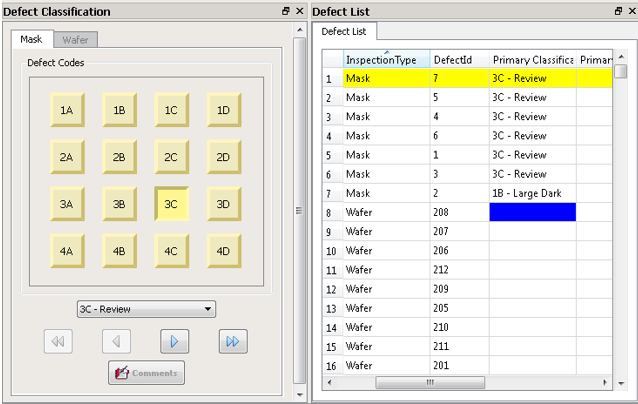 Defect Classification
Mask Wafer
Defect Codes
1A 1B 1C 1D
2A 2B 2C 2D
3A 3B 3C 3D
4A 4B 4C 4D
3C - Review
Comments
Defect List
Defect List
InspectionType DefectId Primary Classifica Primar
1 Mask 7 3C - Review
2 Mask 5 3C - Review
3 Mask 4 3C - Review
4 Mask 6 3C - Review
5 Mask 1 3C - Review
6 Mask 3 3C - Review
7 Mask 2 1B - Large Dark
8 Wafer 208
9 Wafer 207
10 Wafer 206
11 Wafer 212
12 Wafer 209
13 Wafer 205
14 Wafer 210
15 Wafer 211
16 Wafer 201